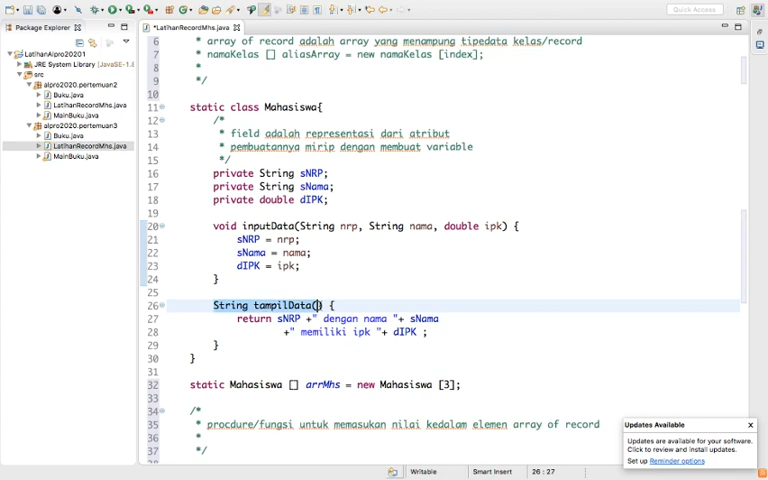 Quick Access
Package Explorer
*LatihanRecordMhs.java
LatihanAlpro20201
JRE System Library [JavaSE-1.8
src
alpro2020.pertemuan2
Buku.java
LatihanRecordMhs.java
MainBuku.java
alpro2020.pertemuan3
Buku.java
LatihanRecordMhs.java
MainBuku.java
6 * array of record adalah array yang menampung tipedata kelas/record
7 * namaKelas [] aliasArray = new namaKelas [index];
8 *
9 */
10
11 static class Mahasiswa{
12 /*
13 * field adalah representasi dari atribut
14 * pembuatannya mirip dengan membuat variable
15 */
16 private String sNRP;
17 private String sNama;
18 private double dIPK;
19
20 void inputData(String nrp, String nama, double ipk) {
21 sNRP = nrp;
22 sNama = nama;
23 dIPK = ipk;
24 }
25
26 String tampilData() {
27 return sNRP +" dengan nama "+ sNama
28 +" memiliki ipk "+ dIPK ;
29 }
30 }
31
32 static Mahasiswa [] arrMhs = new Mahasiswa [3];
33
34 /*
35 * procdure/fungsi untuk memasukan nilai kedalam elemen array of record
36 *
37 */
Updates Available X
Updates are available for your software.
Click to review and install updates.
Set up Reminder options
Writable Smart Insert 26 : 27